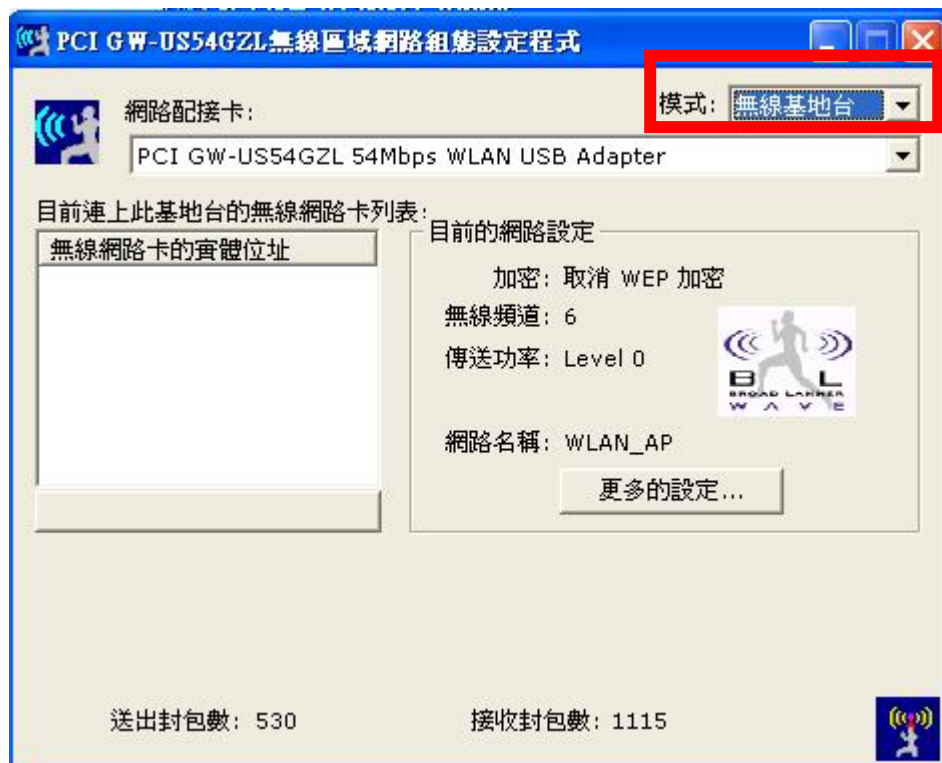 PCI GW-US54GZL無線區域網路組態設定程式
模式: 無線基地台
網路配接卡:
PCI GW-US54GZL 54Mbps WLAN USB Adapter
目前連上此基地台的無線網路卡列表:
無線網路卡的實體位址
目前的網路設定
加密: 取消 WEP 加密
無線頻道: 6
傳送功率: Level 0
B L
BROAD LANNER
W A V E
網路名稱: WLAN_AP
更多的設定...
送出封包數: 530
接收封包數: 1115